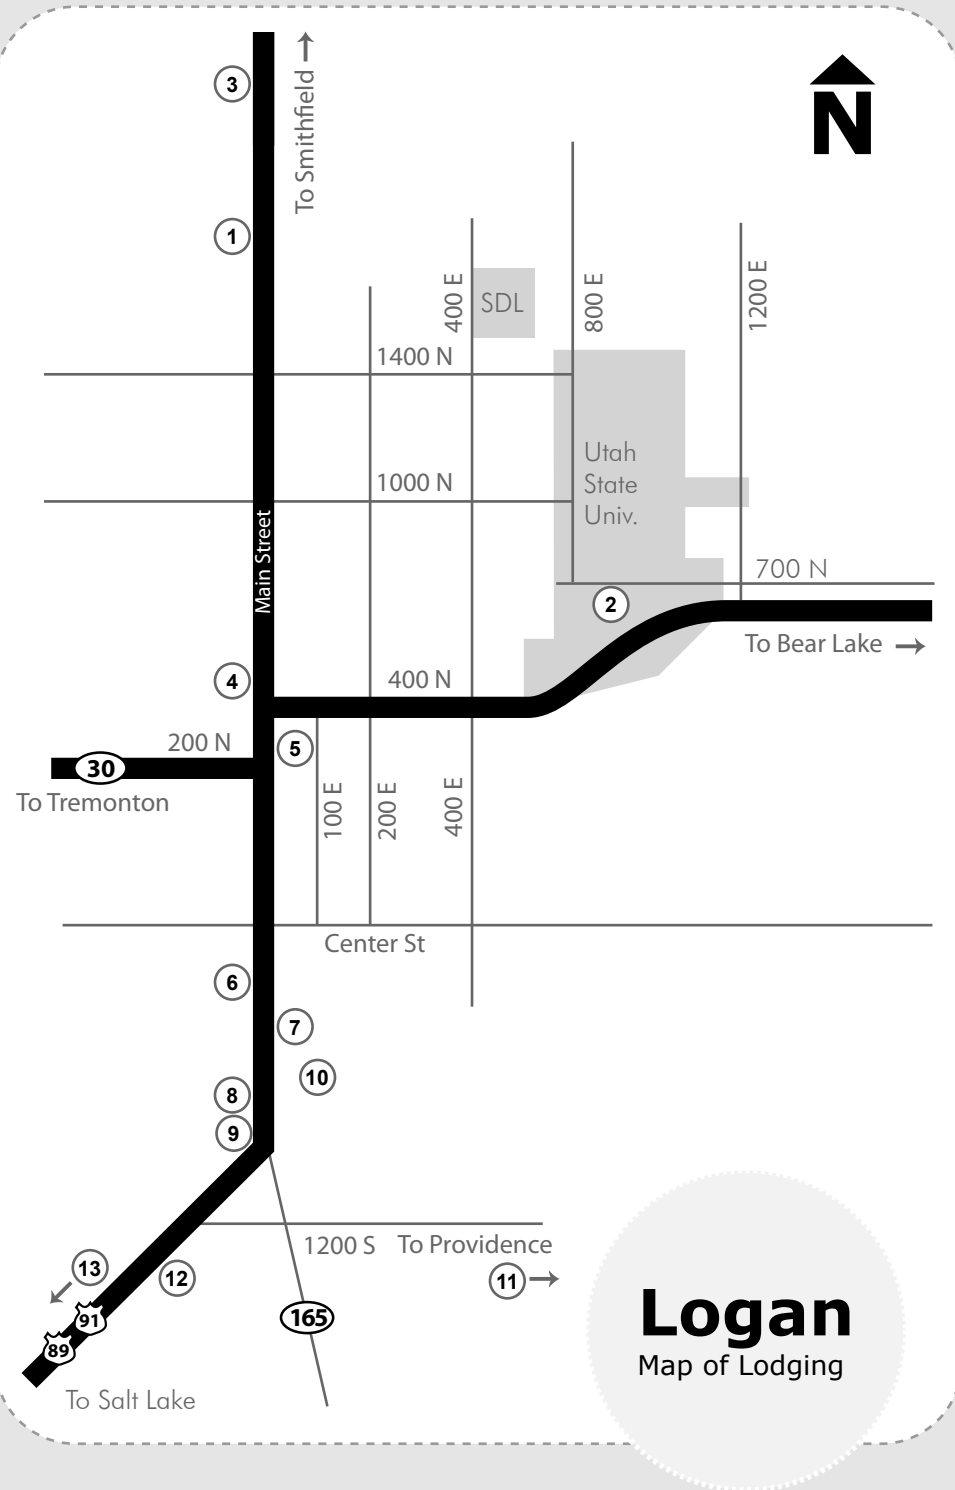 3
To Smithfield
N
1
400 E
SDL
800 E
1200 E
1400 N
Utah
State
Univ.
1000 N
Main Street
700 N
2
To Bear Lake
4
400 N
200 N
5
30
To Tremonton
100 E
200 E
400 E
Center St
6
7
10
8
9
1200 S
To Providence
11
13
12
91
165
89
To Salt Lake
Logan
Map of Lodging